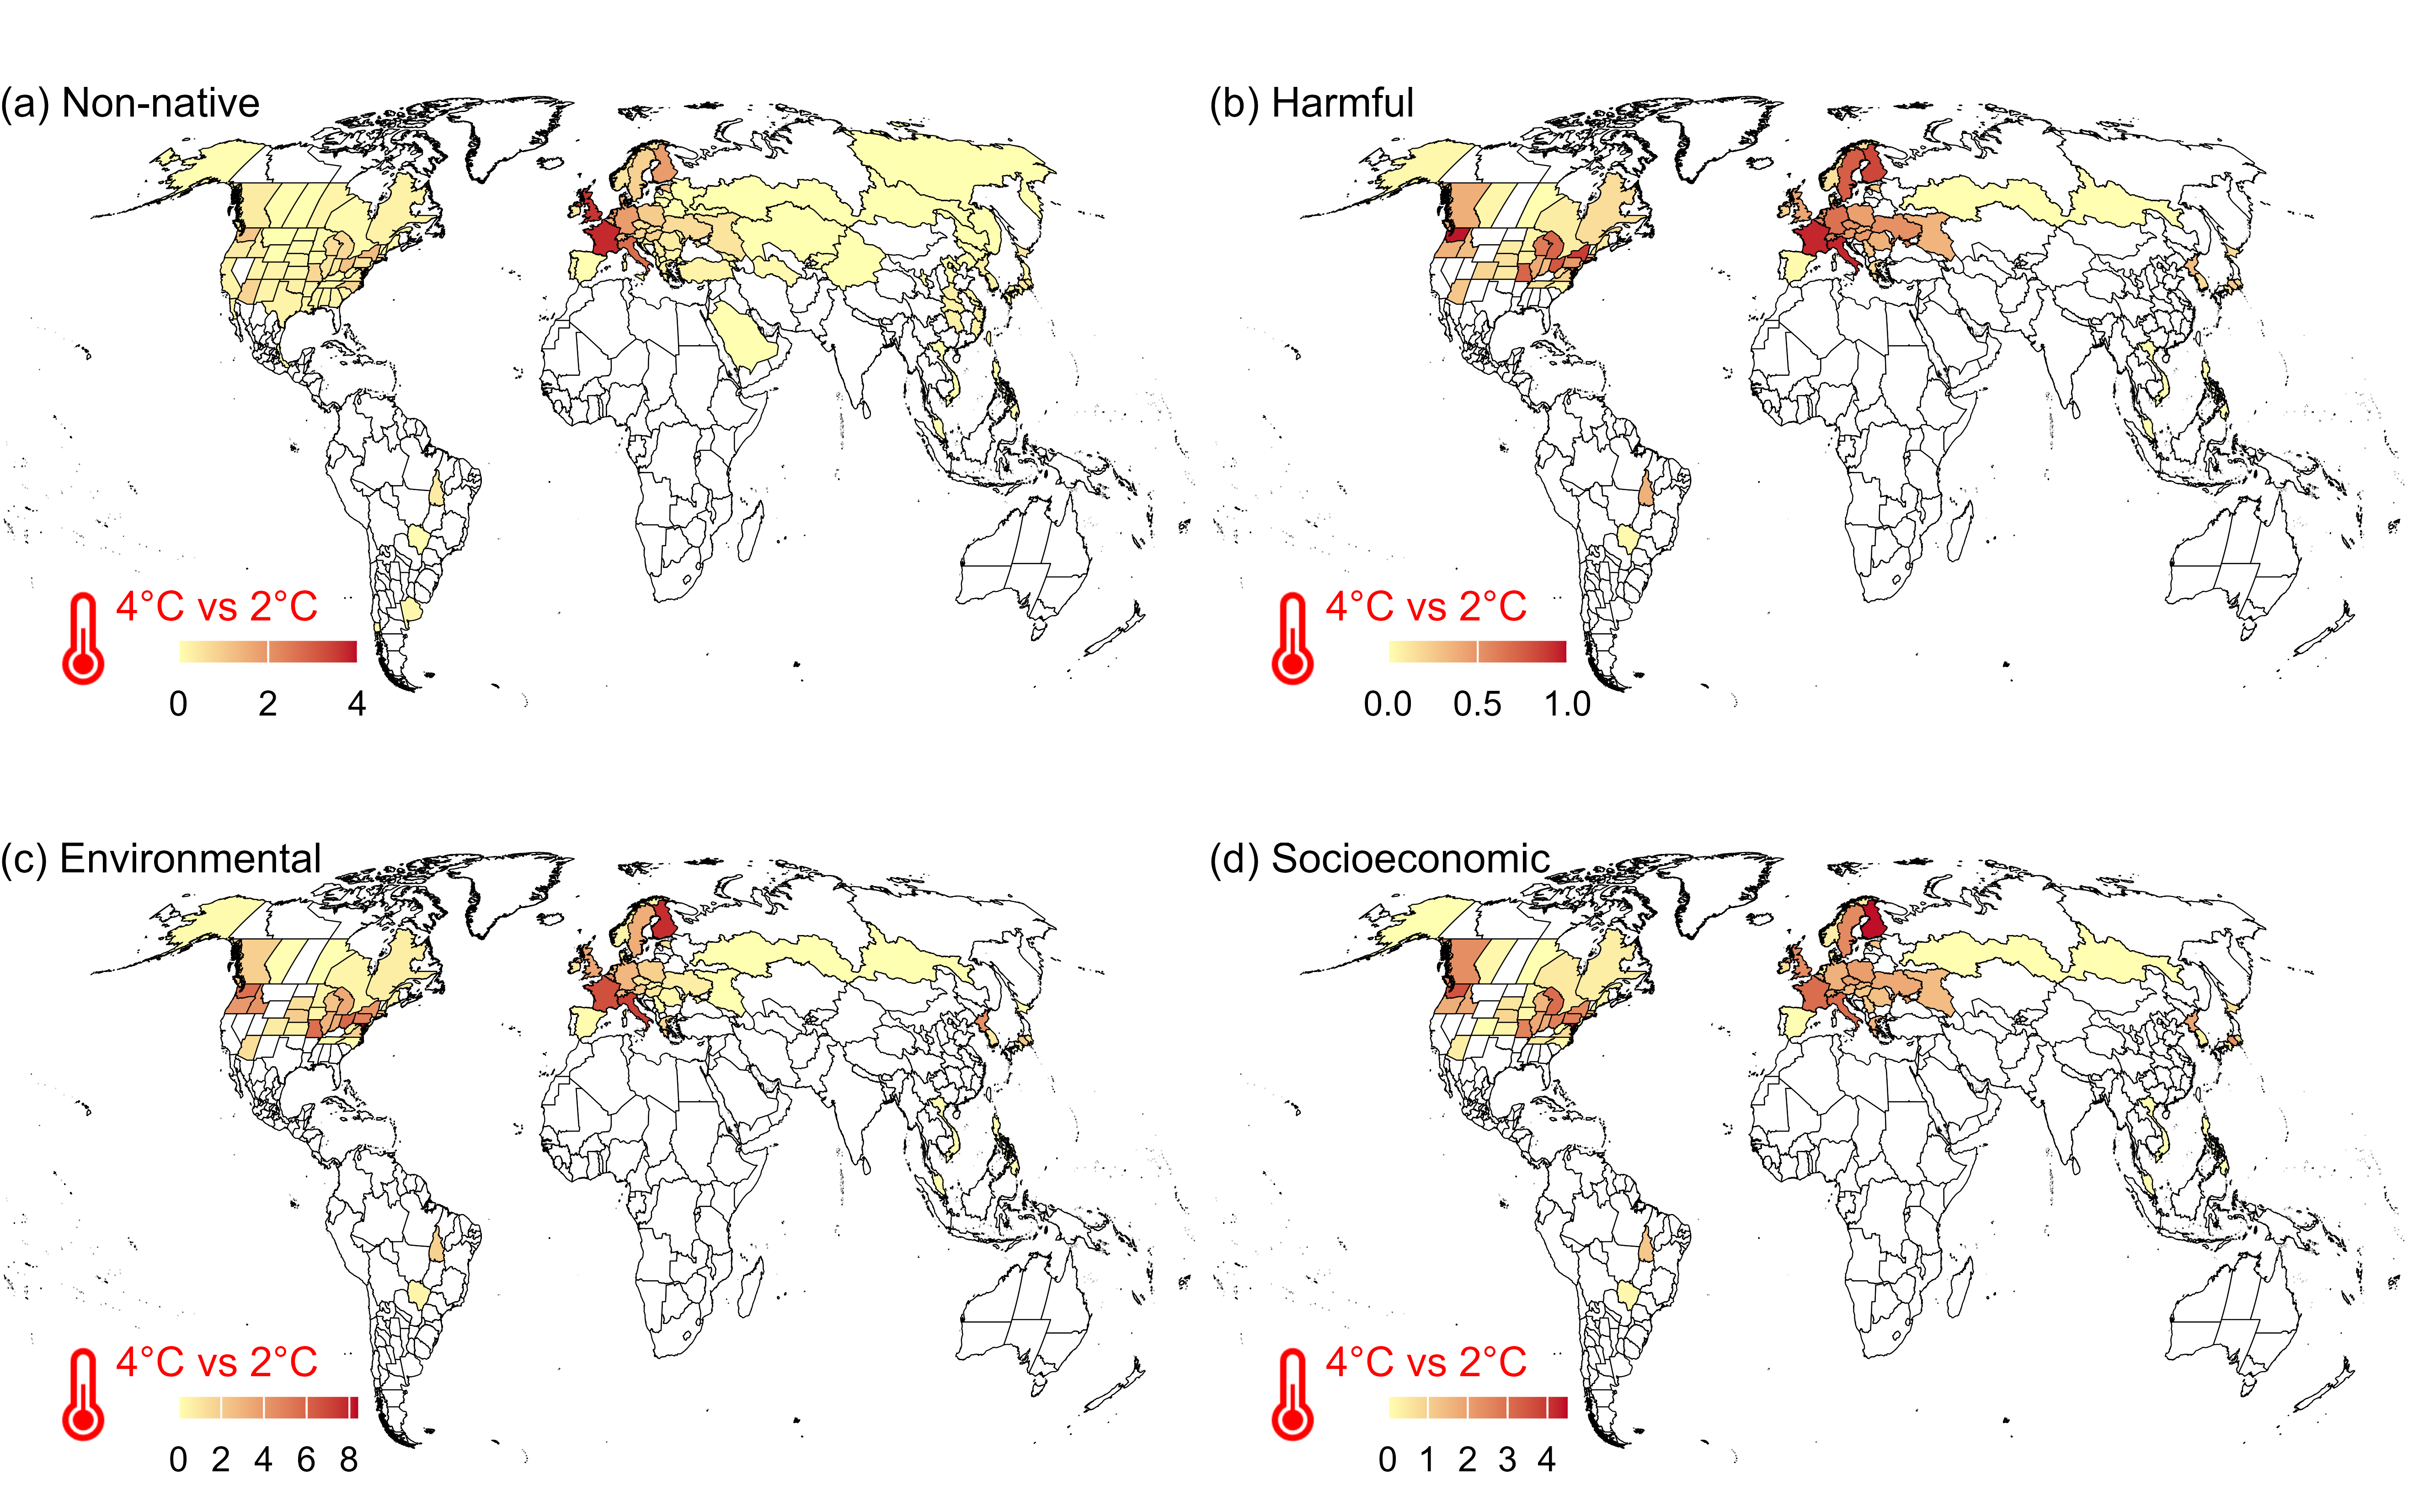 (a) Non-native
4°C vs 2°C
0 2 4
(b) Harmful
4°C vs 2°C
0.0 0.5 1.0
(c) Environmental
4°C vs 2°C
0 2 4 6 8
(d) Socioeconomic
4°C vs 2°C
0 1 2 3 4